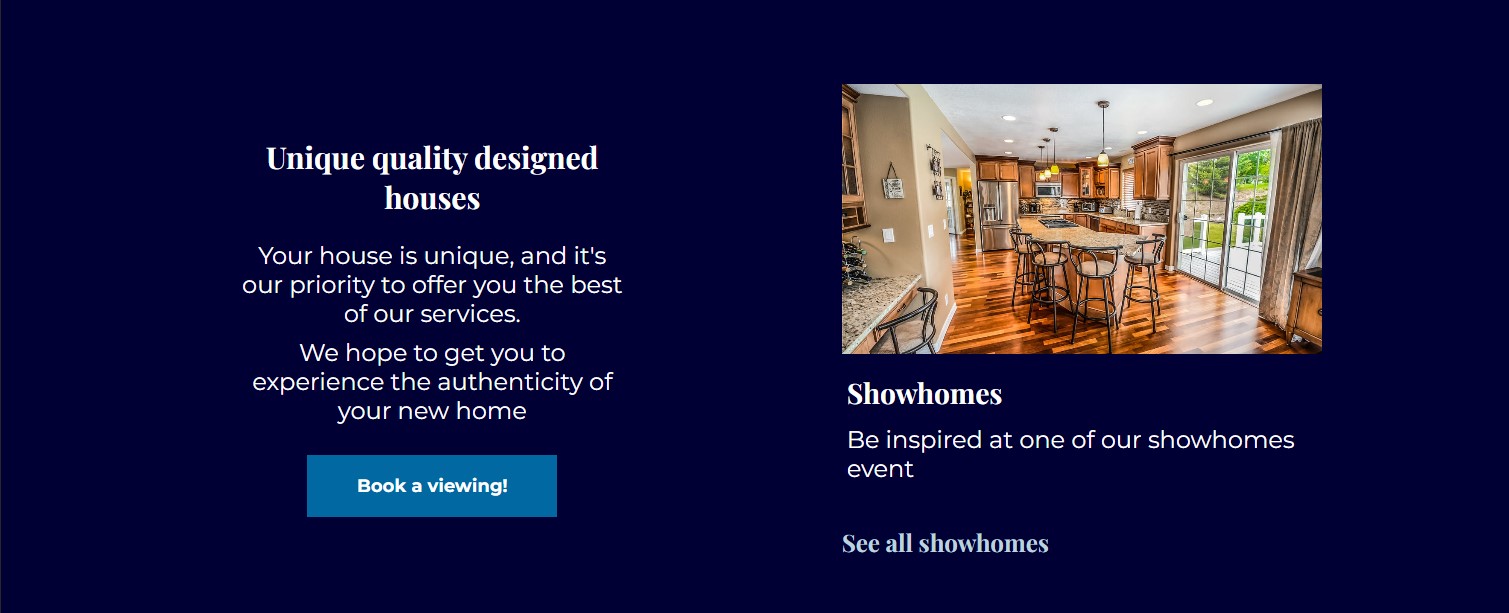 Unique quality designed
houses
Your house is unique, and it's
our priority to offer you the best
of our services.
We hope to get you to
experience the authenticity of
your new home
Book a viewing!
Showhomes
Be inspired at one of our showhomes
event
See all showhomes